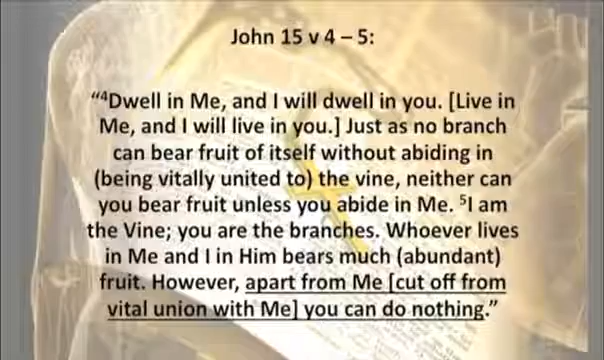 John 15 v 4 – 5:
“⁴Dwell in Me, and I will dwell in you. [Live in
Me, and I will live in you.] Just as no branch
can bear fruit of itself without abiding in
(being vitally united to) the vine, neither can
you bear fruit unless you abide in Me. ⁵I am
the Vine; you are the branches. Whoever lives
in Me and I in Him bears much (abundant)
fruit. However, apart from Me [cut off from
vital union with Me] you can do nothing.”